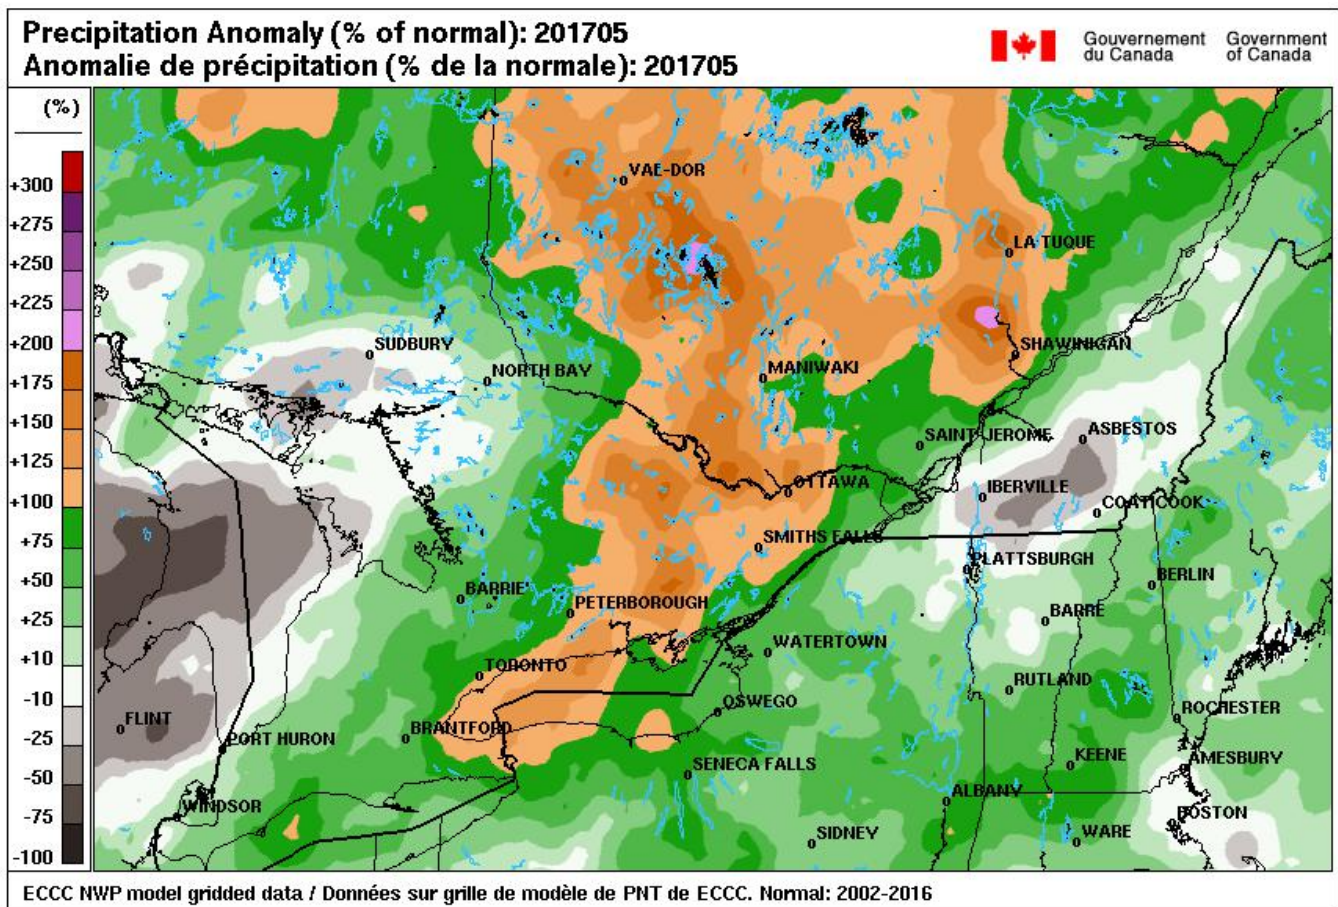 Precipitation Anomaly (% of normal): 201705
Anomalie de précipitation (% de la normale): 201705
Gouvernement du Canada
Government of Canada
(%)
+300
+275
+250
+225
+200
+175
+150
+125
+100
+75
+50
+25
+10
-10
-25
-50
-75
-100
VAE-DOR
LA TUQUE
SUDBURY
SHAWINIGAN
NORTH BAY
MANIWAKI
SAINT-JEROME
ASBESTOS
OTTAWA
IBERVILLE
COATICOOK
SMITHS FALLS
PLATTSBURGH
BERLIN
BARRIE
PETERBOROUGH
BARRE
WATERTOWN
TORONTO
RUTLAND
OSWEGO
ROCHESTER
FLINT
BRANTFORD
PORT HURON
KEENE
AMESBURY
SENECA FALLS
WINDSOR
ALBANY
BOSTON
SIDNEY
WARE
ECCC NWP model gridded data / Données sur grille de modèle de PNT de ECCC. Normal: 2002-2016